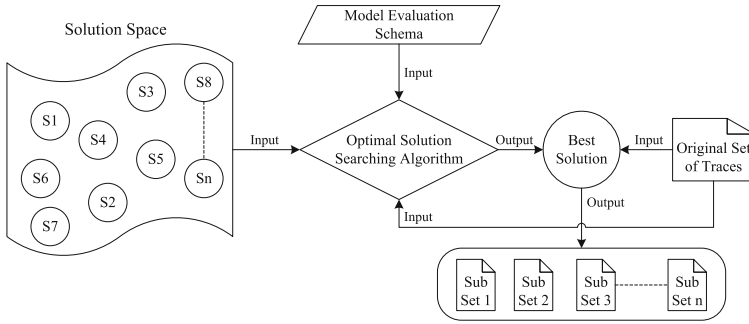 Solution Space
Model Evaluation
Schema
Input
S1
S4
S3
S8
S6
S5
Sn
S2
S7
Input
Optimal Solution
Searching Algorithm
Output
Best
Solution
Input
Original Set
of Traces
Input
Output
Sub
Set 1
Sub
Set 2
Sub
Set 3
Sub
Set n